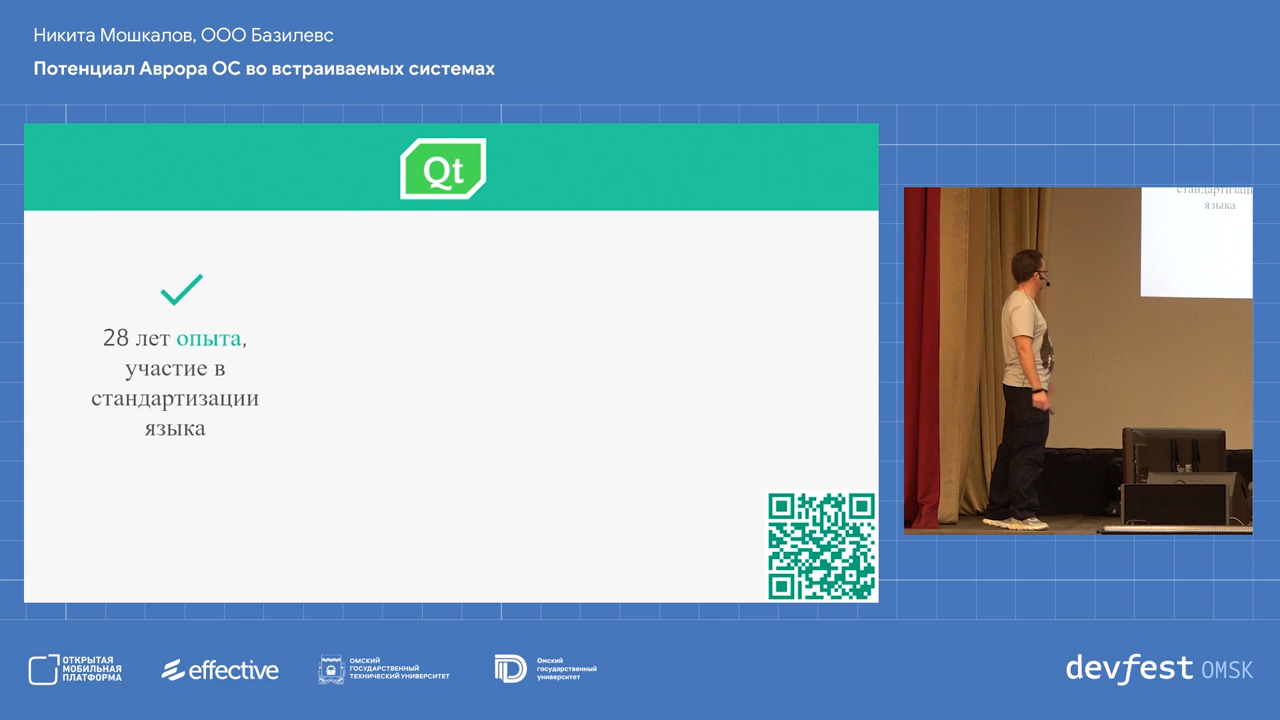 Никита Мошкалов, ООО Базилевс
Потенциал Аврора ОС во встраиваемых системах
Qt
28 лет опыта,
участие в
стандартизации
языка
языка
ОТКРЫТАЯ
МОБИЛЬНАЯ
ПЛАТФОРМА
effective
ОМСКИЙ
ГОСУДАРСТВЕННЫЙ
ТЕХНИЧЕСКИЙ УНИВЕРСИТЕТ
Омский
государственный
университет
devfest OMSK